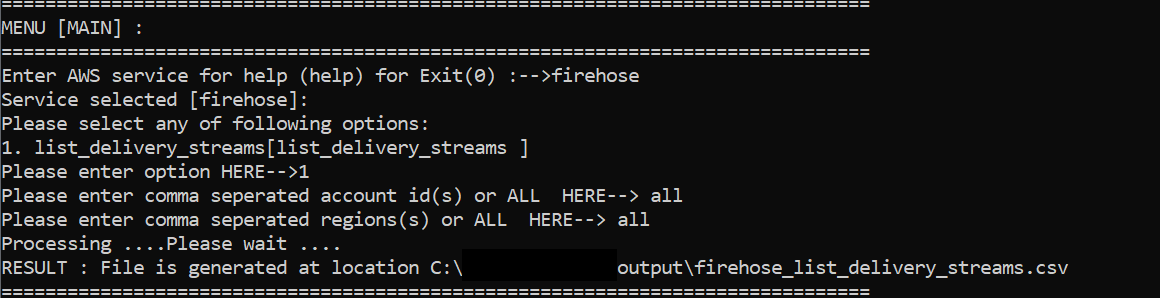 ===============================================================================
MENU [MAIN] :
===============================================================================
Enter AWS service for help (help) for Exit(0) :-->firehose
Service selected [firehose]:
Please select any of following options:
1. list_delivery_streams[list_delivery_streams ]
Please enter option HERE-->1
Please enter comma seperated account id(s) or ALL  HERE--> all
Please enter comma seperated regions(s) or ALL  HERE--> all
Processing ....Please wait ....
RESULT : File is generated at location C:\ output\firehose_list_delivery_streams.csv
===============================================================================